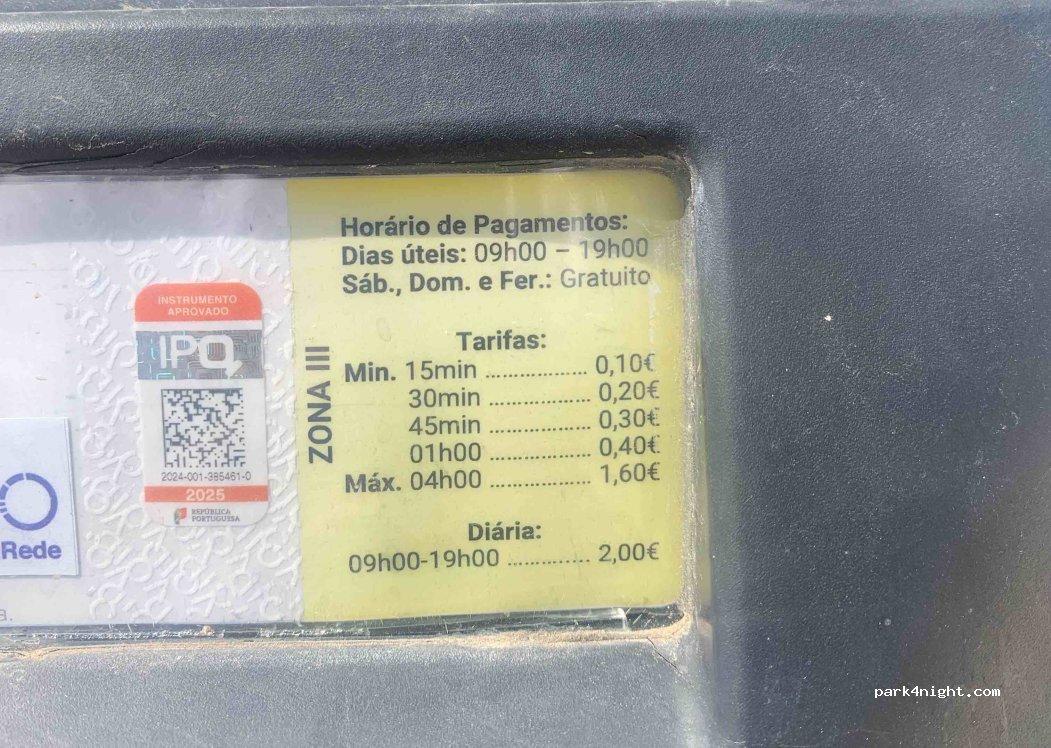 Horário de Pagamentos:
Dias úteis: 09h00 – 19h00
Sáb., Dom. e Fer.: Gratuito
INSTRUMENTO
APROVADO
IPQ
2024-001-385461-0
2025
REPÚBLICA
PORTUGUESA
Rede
ZONA III
Tarifas:
Min. 15min ................. 0,10€
30min .................. 0,20€
45min .................. 0,30€
01h00 .................. 0,40€
Máx. 04h00 .................. 1,60€
Diária:
09h00-19h00 .............. 2,00€
park4night.com